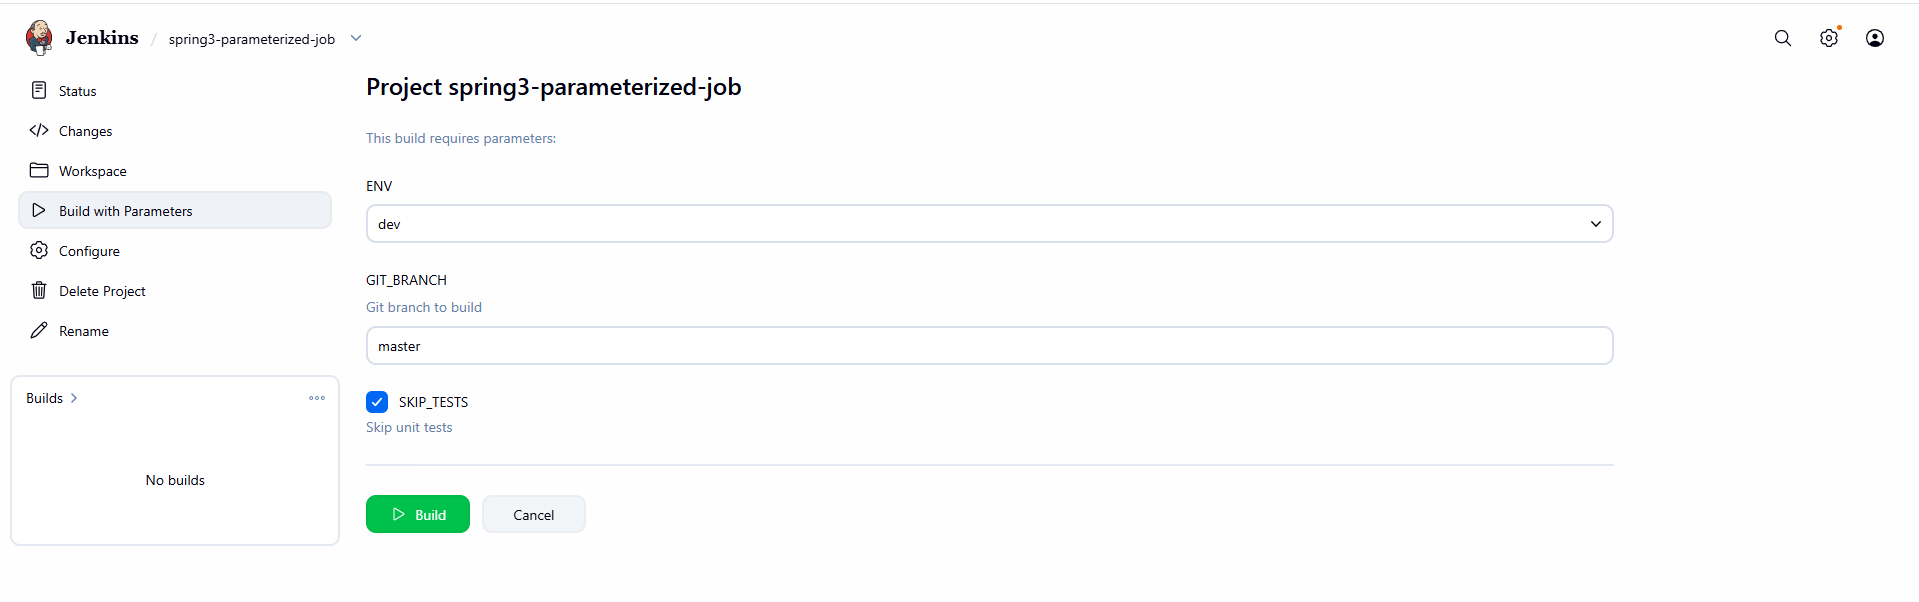 Jenkins / spring3-parameterized-job
Status
Changes
Workspace
Build with Parameters
Configure
Delete Project
Rename
Builds
No builds
Project spring3-parameterized-job
This build requires parameters:
ENV
dev
GIT_BRANCH
Git branch to build
master
SKIP_TESTS
Skip unit tests
Build
Cancel